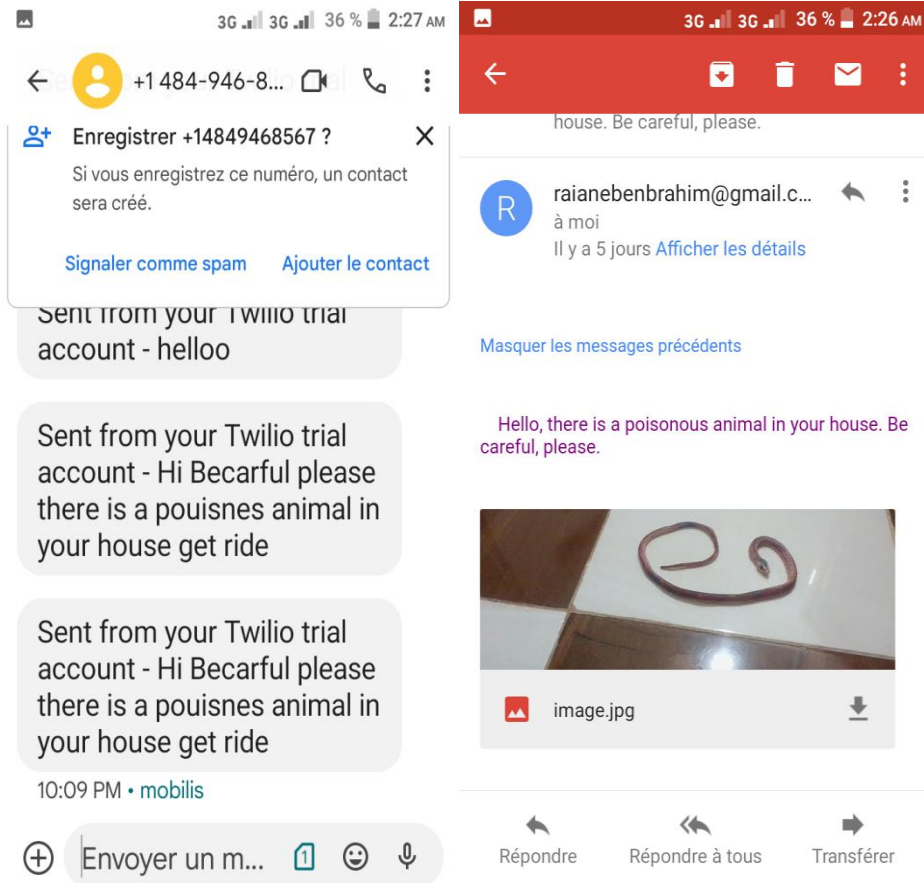 3G 3G 36 % 2:27 AM
+1 484-946-8...
Enregistrer +14849468567 ?
Si vous enregistrez ce numéro, un contact
sera créé.
Signaler comme spam Ajouter le contact
Sent from your Twilio trial
account - helloo
Sent from your Twilio trial
account - Hi Becarful please
there is a pouisnes animal in
your house get ride
Sent from your Twilio trial
account - Hi Becarful please
there is a pouisnes animal in
your house get ride
10:09 PM • mobilis
Envoyer un m... 1
3G 3G 36 % 2:26 AM
house. Be careful, please.
R
raianebenbrahim@gmail.c...
à moi
Il y a 5 jours Afficher les détails
Masquer les messages précédents
Hello, there is a poisonous animal in your house. Be
careful, please.
image.jpg
Répondre Répondre à tous Transférer